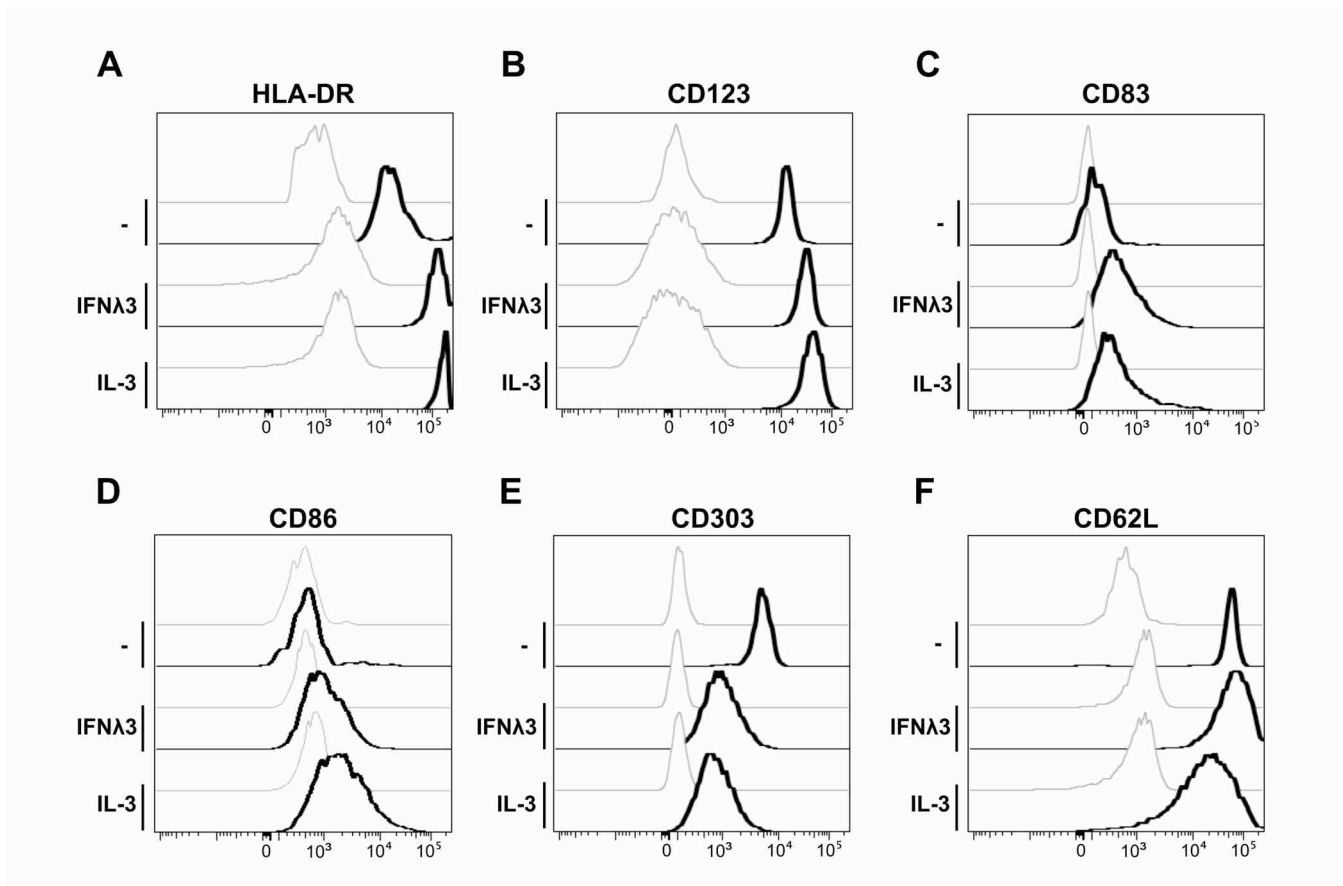 A
HLA-DR
-
IFNλ3
IL-3
0 10³ 10⁴ 10⁵
B
CD123
-
IFNλ3
IL-3
0 10³ 10⁴ 10⁵
C
CD83
-
IFNλ3
IL-3
0 10³ 10⁴ 10⁵
D
CD86
-
IFNλ3
IL-3
0 10³ 10⁴ 10⁵
E
CD303
-
IFNλ3
IL-3
0 10³ 10⁴ 10⁵
F
CD62L
-
IFNλ3
IL-3
0 10³ 10⁴ 10⁵